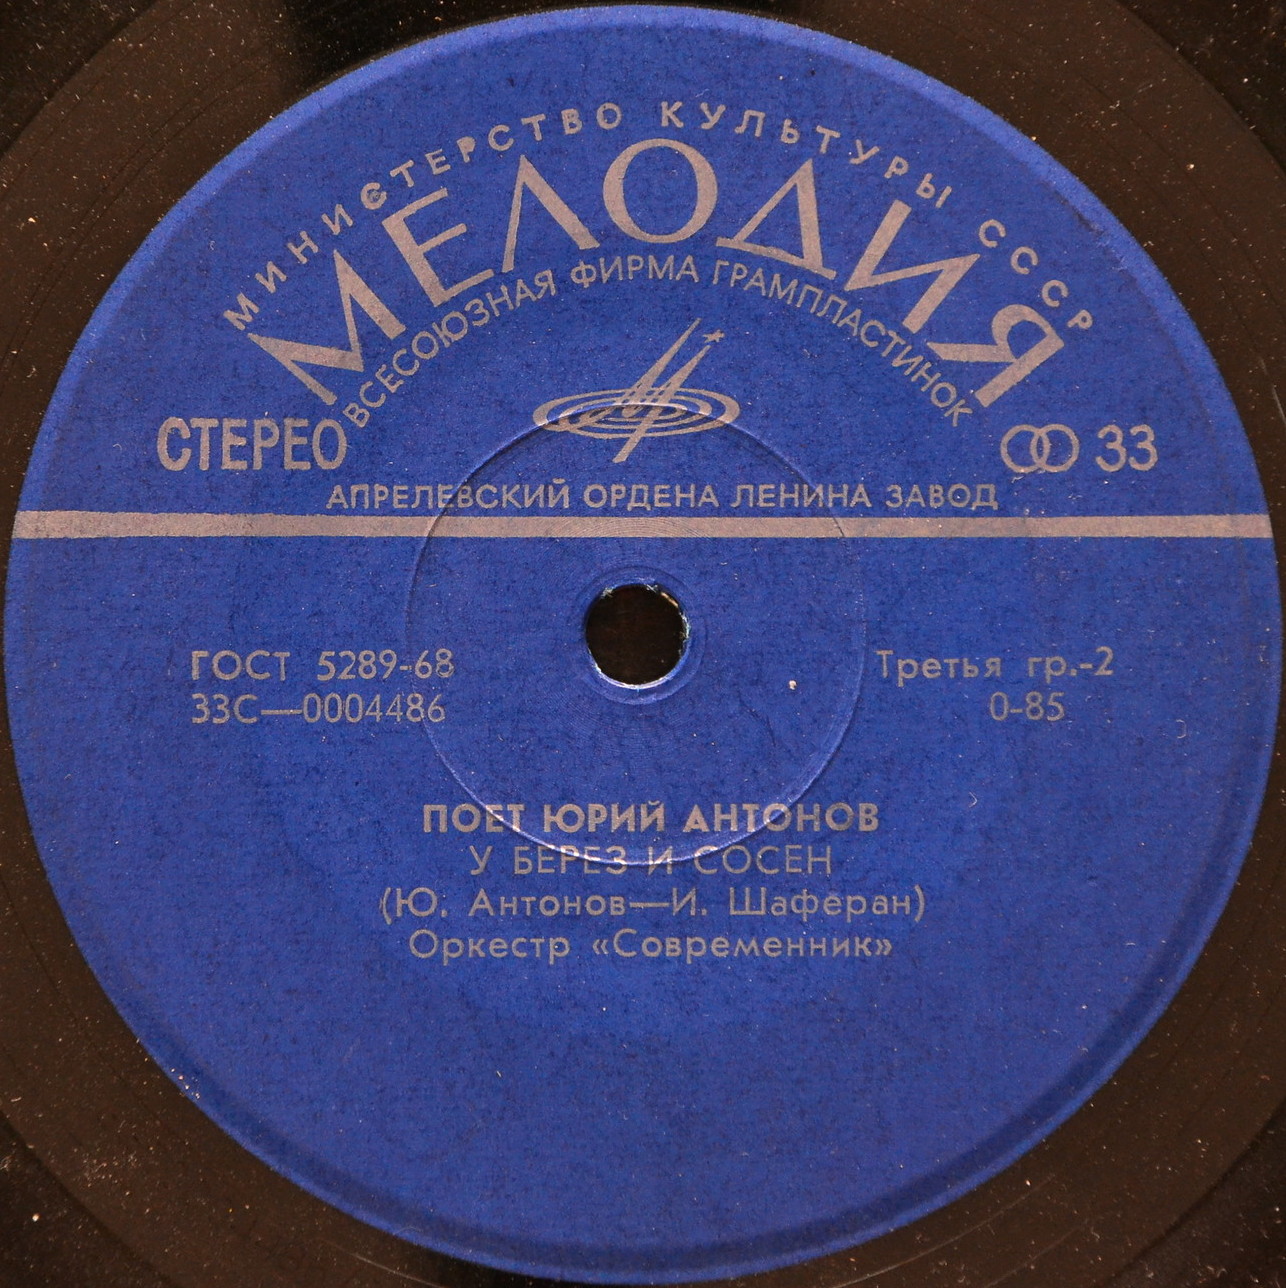 МИНИСТЕРСТВО КУЛЬТУРЫ СССР
МЕЛОДИЯ
ВСЕСОЮЗНАЯ ФИРМА ГРАМПЛАСТИНОК
СТЕРЕО
33
АПРЕЛЕВСКИЙ ОРДЕНА ЛЕНИНА ЗАВОД
ГОСТ 5289-68
33С—0004486
Третья гр.-2
0-85
ПОЕТ ЮРИЙ АНТОНОВ
У БЕРЕЗ И СОСЕН
(Ю. Антонов—И. Шаферан)
Оркестр «Современник»